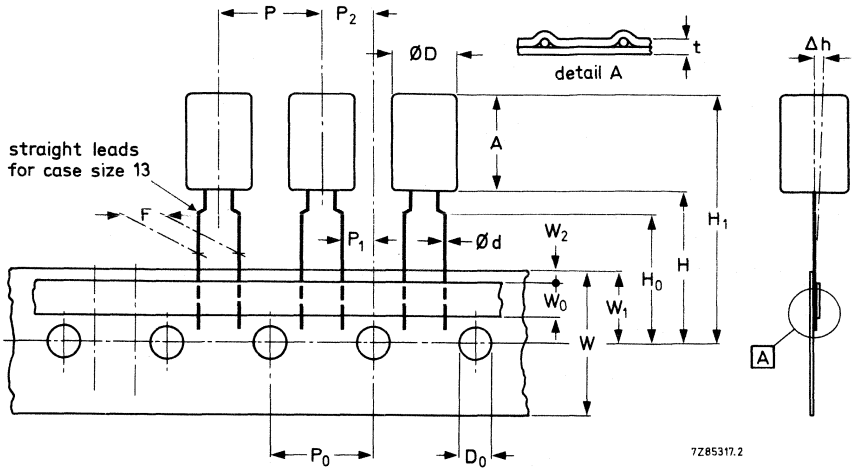 P
P2
ØD
t
detail A
Δh
straight leads
for case size 13
A
F
P1
Ød
W2
H0
H
H1
W0
W1
W
A
P0
D0
7Z85317.2